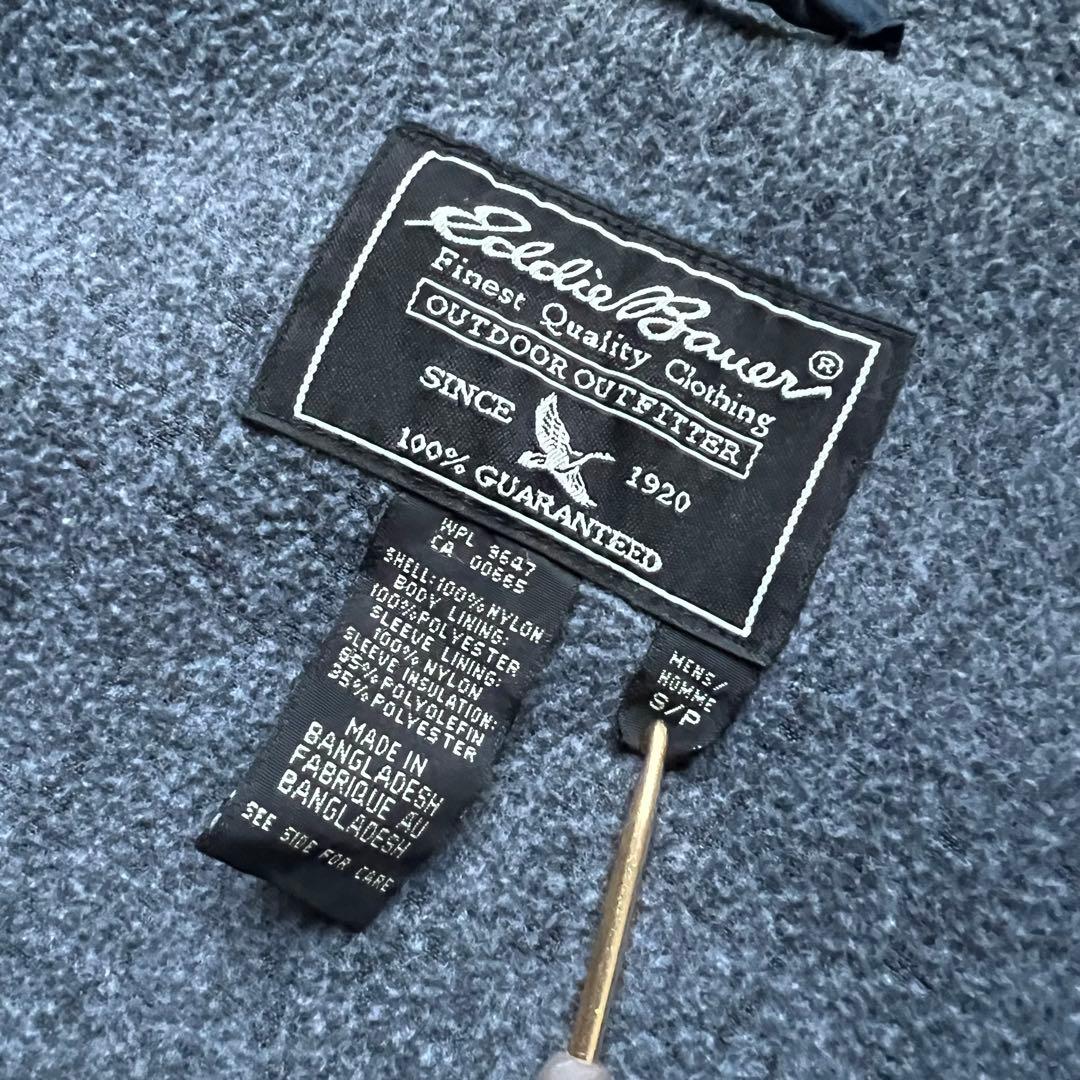 Eddie Bauer®
Finest Quality Clothing
OUTDOOR OUTFITTER
SINCE 1920
100% GUARANTEED
WPL 9647
CA 00665
SHELL: 100% NYLON
BODY LINING:
100% POLYESTER
SLEEVE LINING:
100% NYLON
SLEEVE INSULATION:
65% POLYOLEFIN
35% POLYESTER
MADE IN
BANGLADESH
FABRIQUE AU
BANGLADESH
SEE SIDE FOR CARE
MENS/
HOMME
S/P